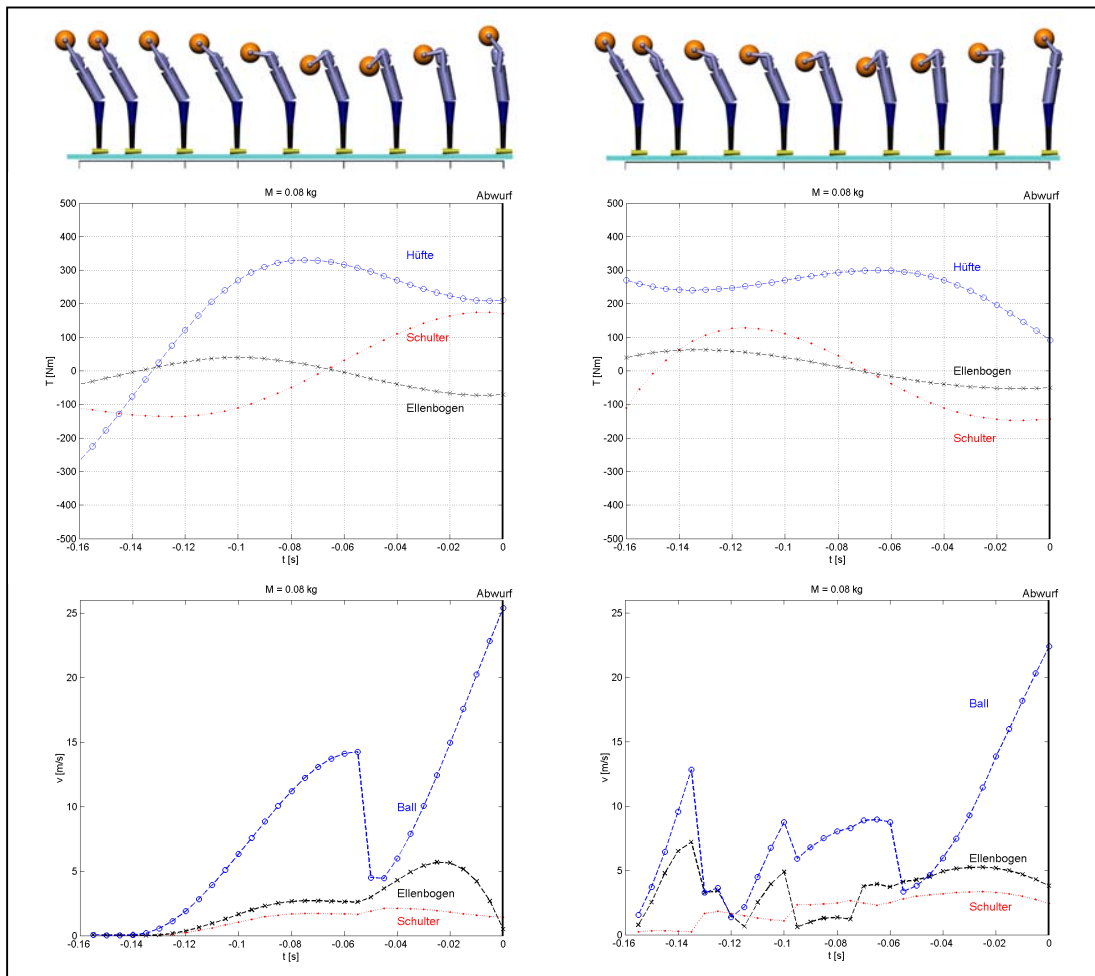 M = 0.08 kg
Abwurf
500
400
300
200
100
0
-100
-200
-300
-400
-500
T [Nm]
Hüfte
Schulter
Ellenbogen
-0.16 -0.14 -0.12 -0.1 -0.08 -0.06 -0.04 -0.02 0
t [s]
M = 0.08 kg
Abwurf
500
400
300
200
100
0
-100
-200
-300
-400
-500
T [Nm]
Hüfte
Ellenbogen
Schulter
-0.16 -0.14 -0.12 -0.1 -0.08 -0.06 -0.04 -0.02 0
t [s]
M = 0.08 kg
Abwurf
25
20
15
10
5
0
v [m/s]
Ball
Ellenbogen
Schulter
-0.16 -0.14 -0.12 -0.1 -0.08 -0.06 -0.04 -0.02 0
t [s]
M = 0.08 kg
Abwurf
25
20
15
10
5
0
v [m/s]
Ball
Ellenbogen
Schulter
-0.16 -0.14 -0.12 -0.1 -0.08 -0.06 -0.04 -0.02 0
t [s]